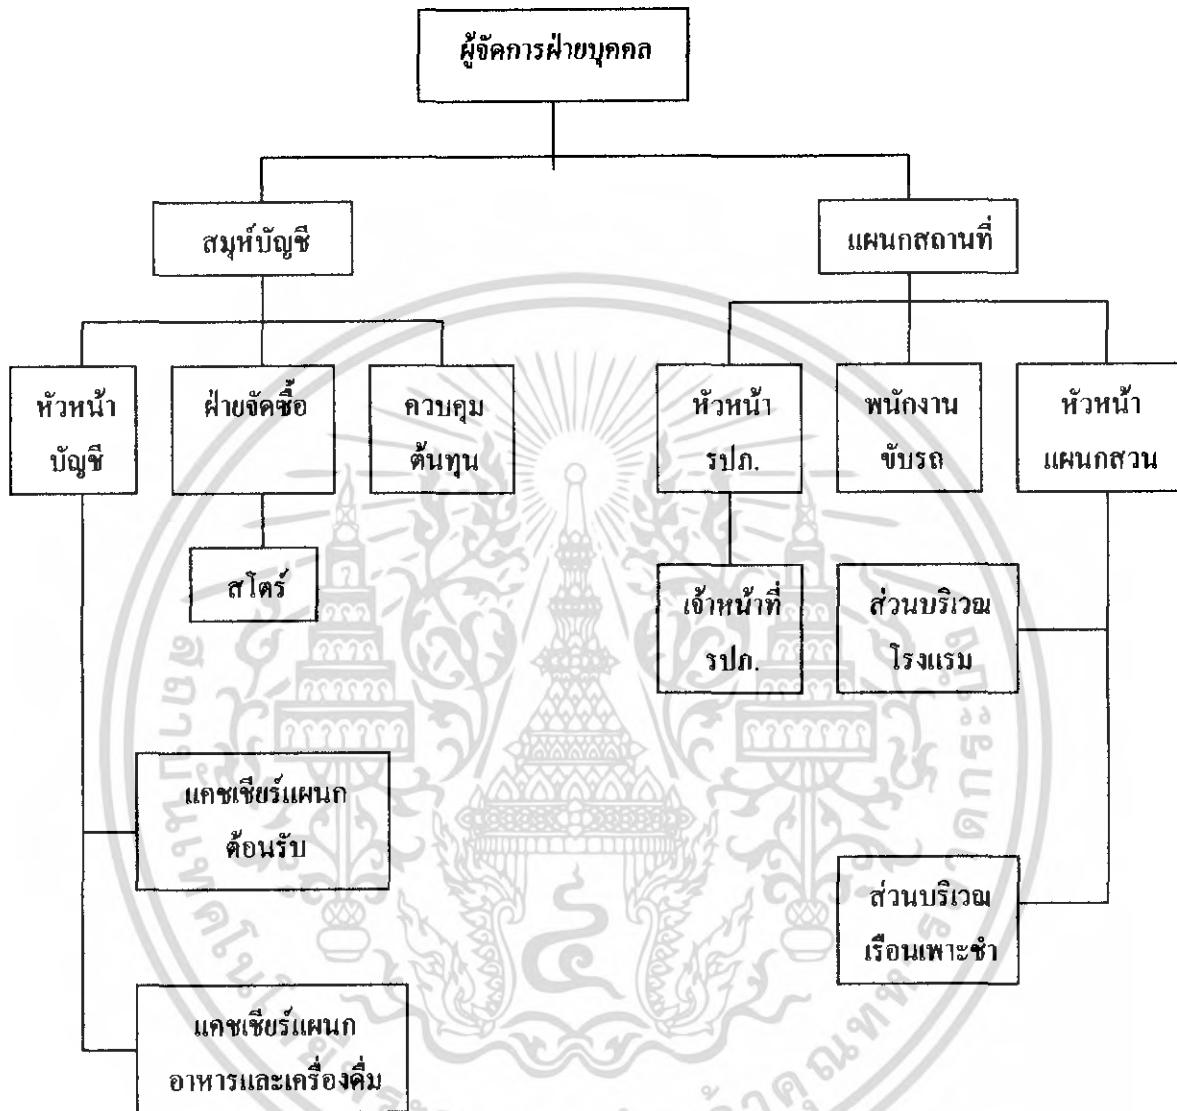 ผู้จัดการฝ่ายบุคคล
สมุห์บัญชี
แผนกสถานที่
หัวหน้า
บัญชี
ฝ่ายจัดซื้อ
ควบคุม
ต้นทุน
หัวหน้า
รปภ.
พนักงาน
ขับรถ
หัวหน้า
แผนกสวน
สโตร์
เจ้าหน้าที่
รปภ.
ส่วนบริเวณ
โรงแรม
แคชเชียร์แผนก
ต้อนรับ
ส่วนบริเวณ
เรือนเพาะชำ
แคชเชียร์แผนก
อาหารและเครื่องดื่ม